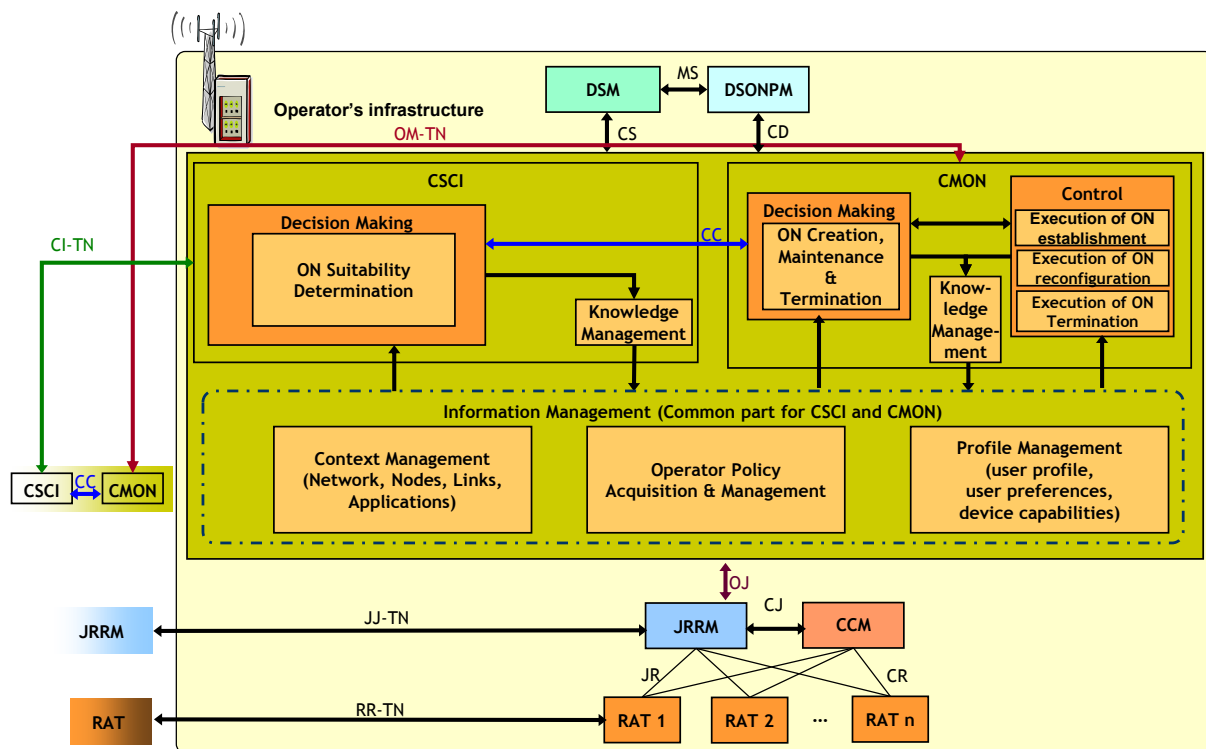 DSM
MS
DSONPM
Operator's infrastructure
OM-TN
CS
CD
CSCI
CMON
Decision Making
ON Suitability
Determination
Knowledge
Management
CC
Decision Making
ON Creation,
Maintenance
&
Termination
Control
Execution of ON
establishment
Execution of ON
reconfiguration
Execution of ON
Termination
Know-
ledge
Manage-
ment
CI-TN
Information Management (Common part for CSCI and CMON)
Context Management
(Network, Nodes, Links,
Applications)
Operator Policy
Acquisition & Management
Profile Management
(user profile,
user preferences,
device capabilities)
CSCI
CC
CMON
OJ
JRRM
JJ-TN
JRRM
CJ
CCM
JR
CR
RAT
RR-TN
RAT 1
RAT 2
...
RAT n